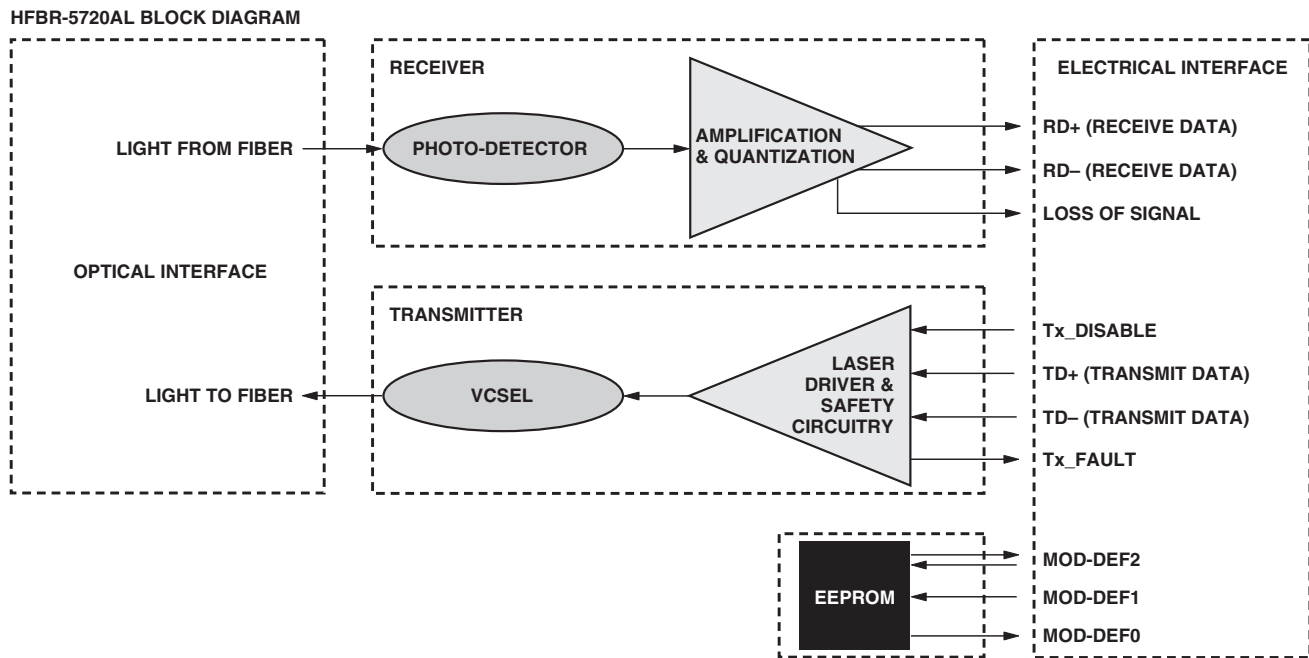 HFBR-5720AL BLOCK DIAGRAM
RECEIVER
ELECTRICAL INTERFACE
LIGHT FROM FIBER
PHOTO-DETECTOR
AMPLIFICATION
& QUANTIZATION
RD+ (RECEIVE DATA)
RD– (RECEIVE DATA)
LOSS OF SIGNAL
OPTICAL INTERFACE
TRANSMITTER
LIGHT TO FIBER
VCSEL
LASER
DRIVER &
SAFETY
CIRCUITRY
Tx_DISABLE
TD+ (TRANSMIT DATA)
TD– (TRANSMIT DATA)
Tx_FAULT
EEPROM
MOD-DEF2
MOD-DEF1
MOD-DEF0